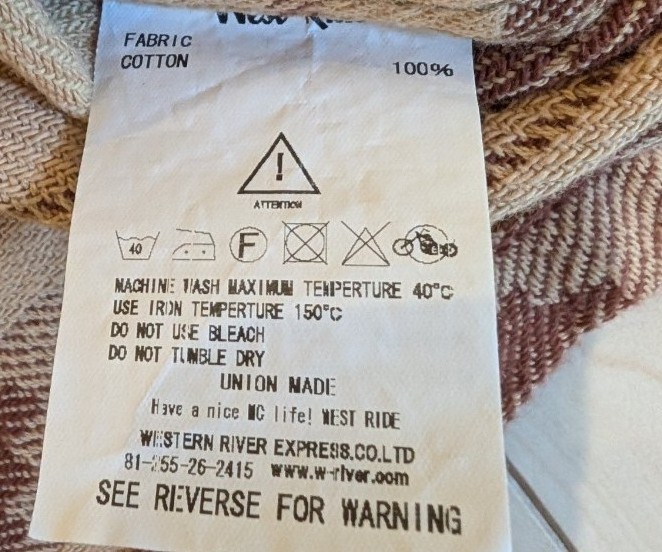 FABRIC
COTTON 100%
!
ATTENTION
40 F
MACHINE WASH MAXIMUM TEMPERTURE 40°C
USE IRON TEMPERTURE 150°C
DO NOT USE BLEACH
DO NOT TUMBLE DRY
UNION MADE
Have a nice MC life! WEST RIDE
WESTERN RIVER EXPRESS.CO.LTD
81-255-26-2415 www.w-river.com
SEE REVERSE FOR WARNING